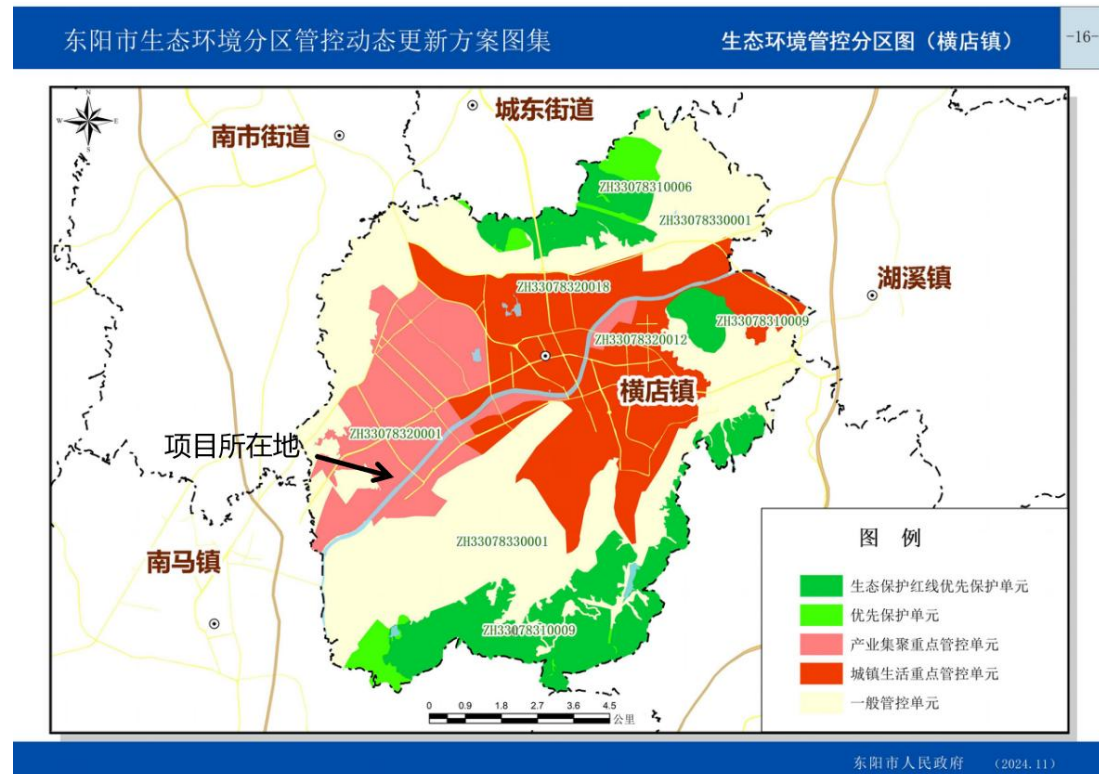 东阳市生态环境分区管控动态更新方案图集
生态环境管控分区图（横店镇）
-16-
N
W
E
S
城东街道
南市街道
ZH33078310006
ZH33078330001
湖溪镇
ZH33078320018
ZH33078310009
ZH33078320012
横店镇
ZH33078320001
项目所在地
ZH33078330001
南马镇
ZH33078310009
图 例
生态保护红线优先保护单元
优先保护单元
产业集聚重点管控单元
城镇生活重点管控单元
一般管控单元
0 0.9 1.8 2.7 3.6 4.5
公里
东阳市人民政府 （2024.11）